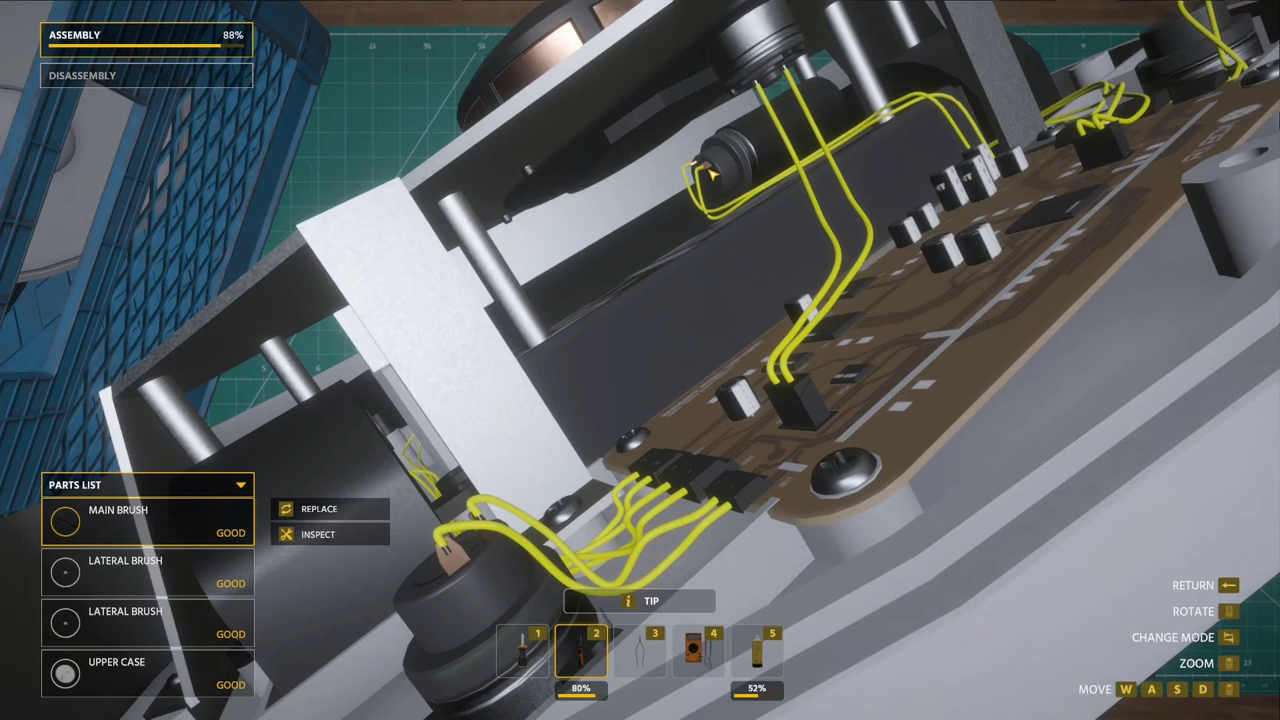 ASSEMBLY 88%
DISASSEMBLY
PARTS LIST
MAIN BRUSH
GOOD
REPLACE
INSPECT
LATERAL BRUSH
GOOD
LATERAL BRUSH
GOOD
UPPER CASE
GOOD
i TIP
1 2 3 4 5
80% 52%
RETURN
ROTATE
CHANGE MODE
ZOOM
MOVE W A S D